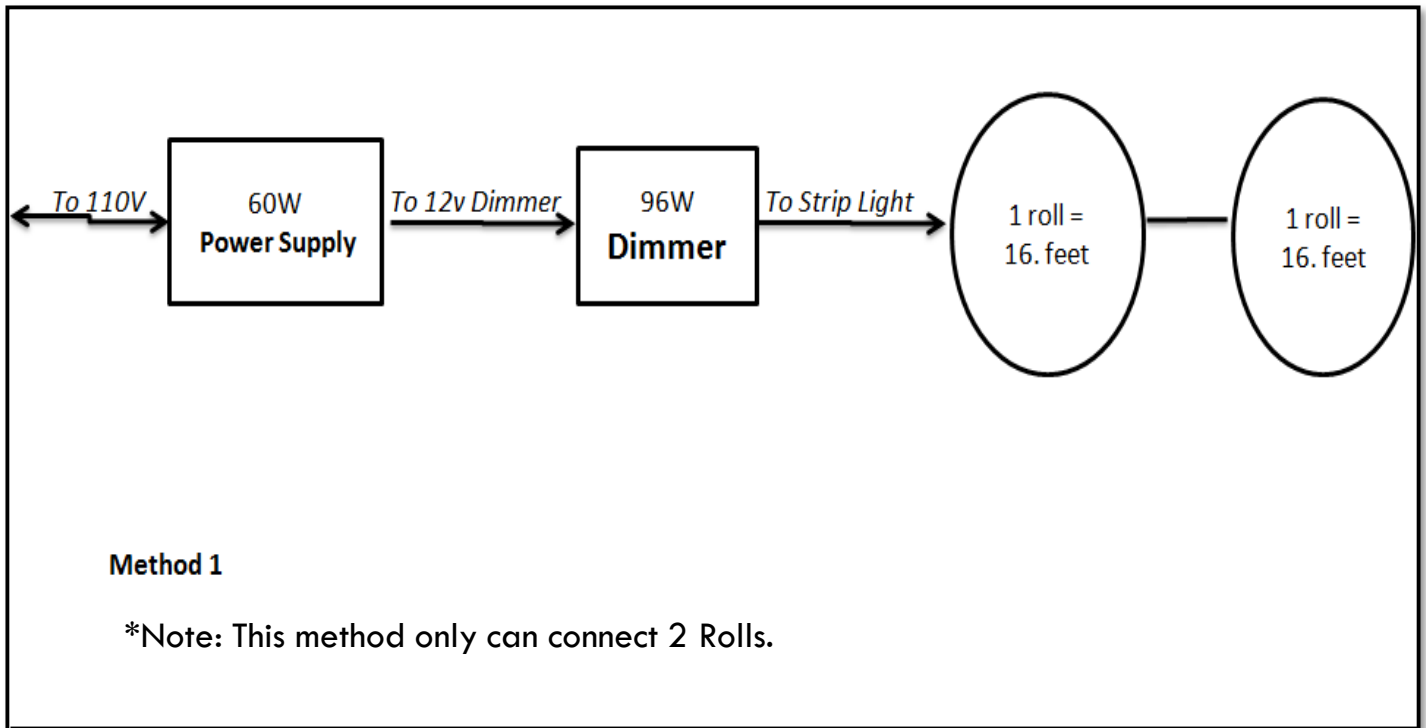 To 110V
60W
Power Supply
To 12v Dimmer
96W
Dimmer
To Strip Light
1 roll =
16. feet
1 roll =
16. feet
Method 1
*Note: This method only can connect 2 Rolls.